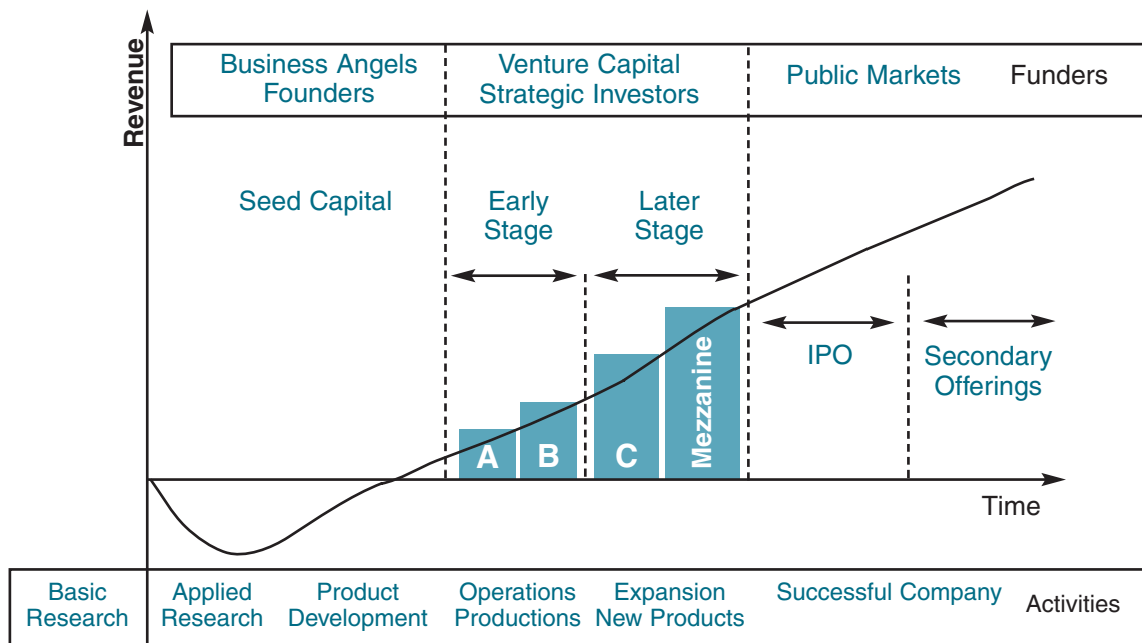 Revenue
Business Angels
Founders
Venture Capital
Strategic Investors
Public Markets
Funders
Seed Capital
Early
Stage
Later
Stage
IPO
Secondary
Offerings
A
B
C
Mezzanine
Time
Basic
Research
Applied
Research
Product
Development
Operations
Productions
Expansion
New Products
Successful Company
Activities